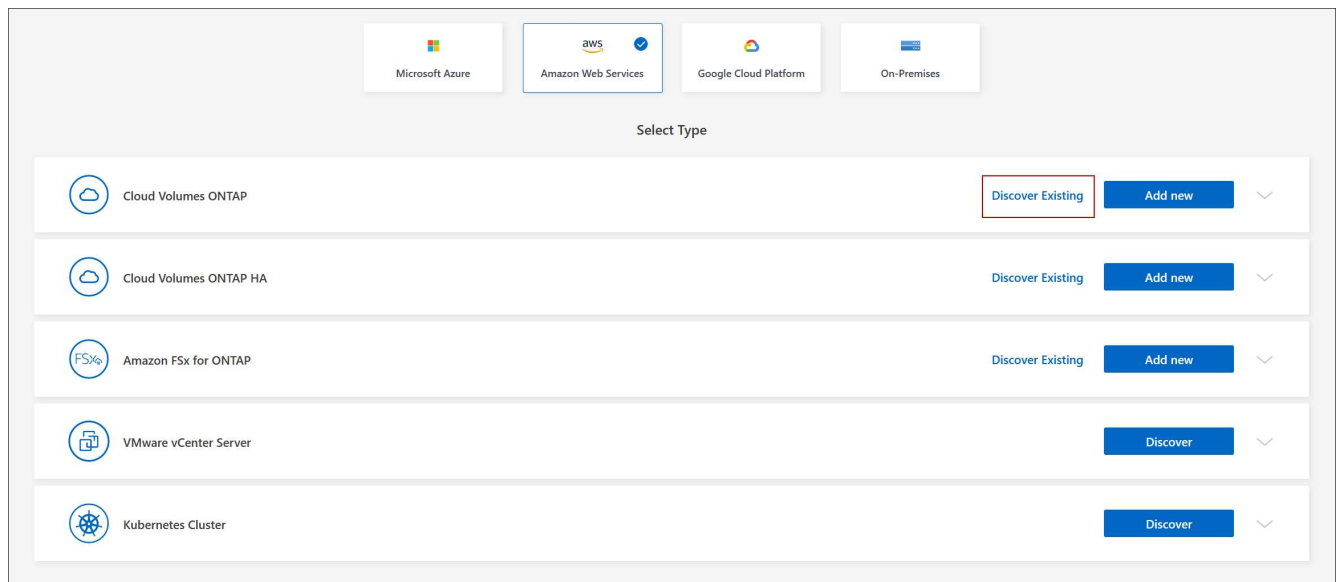 aws
Microsoft Azure
Amazon Web Services
Google Cloud Platform
On-Premises
Select Type
Cloud Volumes ONTAP
Discover Existing
Add new
Cloud Volumes ONTAP HA
Discover Existing
Add new
FSx
Amazon FSx for ONTAP
Discover Existing
Add new
VMware vCenter Server
Discover
Kubernetes Cluster
Discover